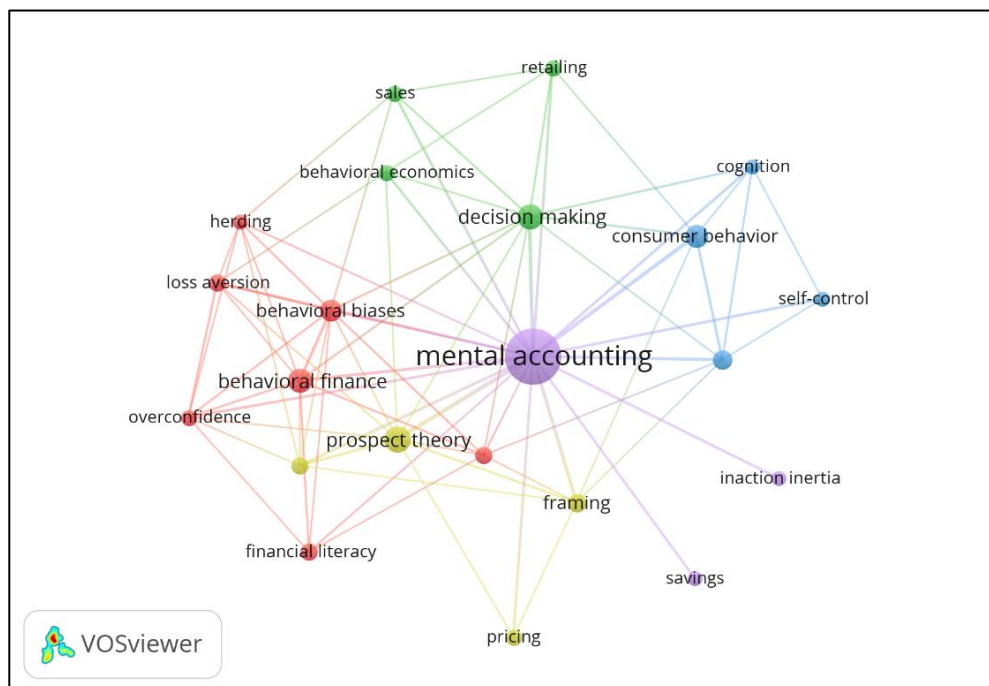 retailing
sales
cognition
behavioral economics
decision making
herding
consumer behavior
loss aversion
self-control
behavioral biases
mental accounting
behavioral finance
overconfidence
prospect theory
inaction inertia
framing
financial literacy
savings
pricing
VOSviewer